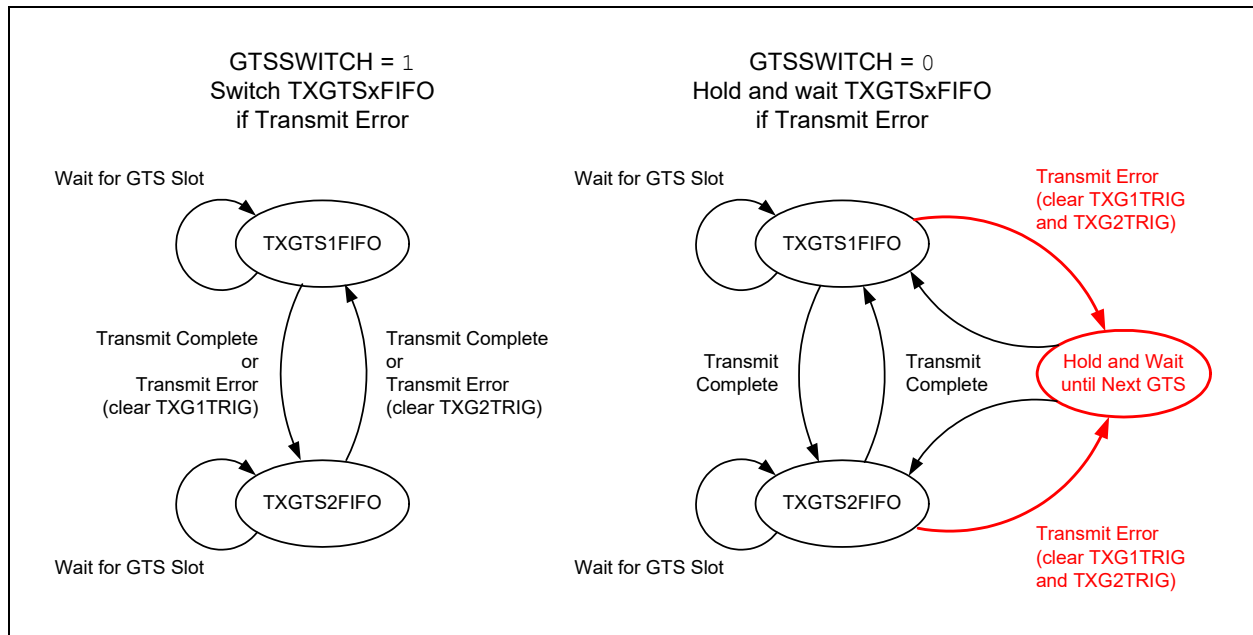 GTSSWITCH = 1
Switch TXGTSxFIFO
if Transmit Error
Wait for GTS Slot
TXGTS1FIFO
Transmit Complete
or
Transmit Error
(clear TXG1TRIG)
Transmit Complete
or
Transmit Error
(clear TXG2TRIG)
TXGTS2FIFO
Wait for GTS Slot
GTSSWITCH = 0
Hold and wait TXGTSxFIFO
if Transmit Error
Wait for GTS Slot
TXGTS1FIFO
Transmit Error
(clear TXG1TRIG
and TXG2TRIG)
Transmit
Complete
Transmit
Complete
Hold and Wait
until Next GTS
TXGTS2FIFO
Transmit Error
(clear TXG1TRIG
and TXG2TRIG)
Wait for GTS Slot